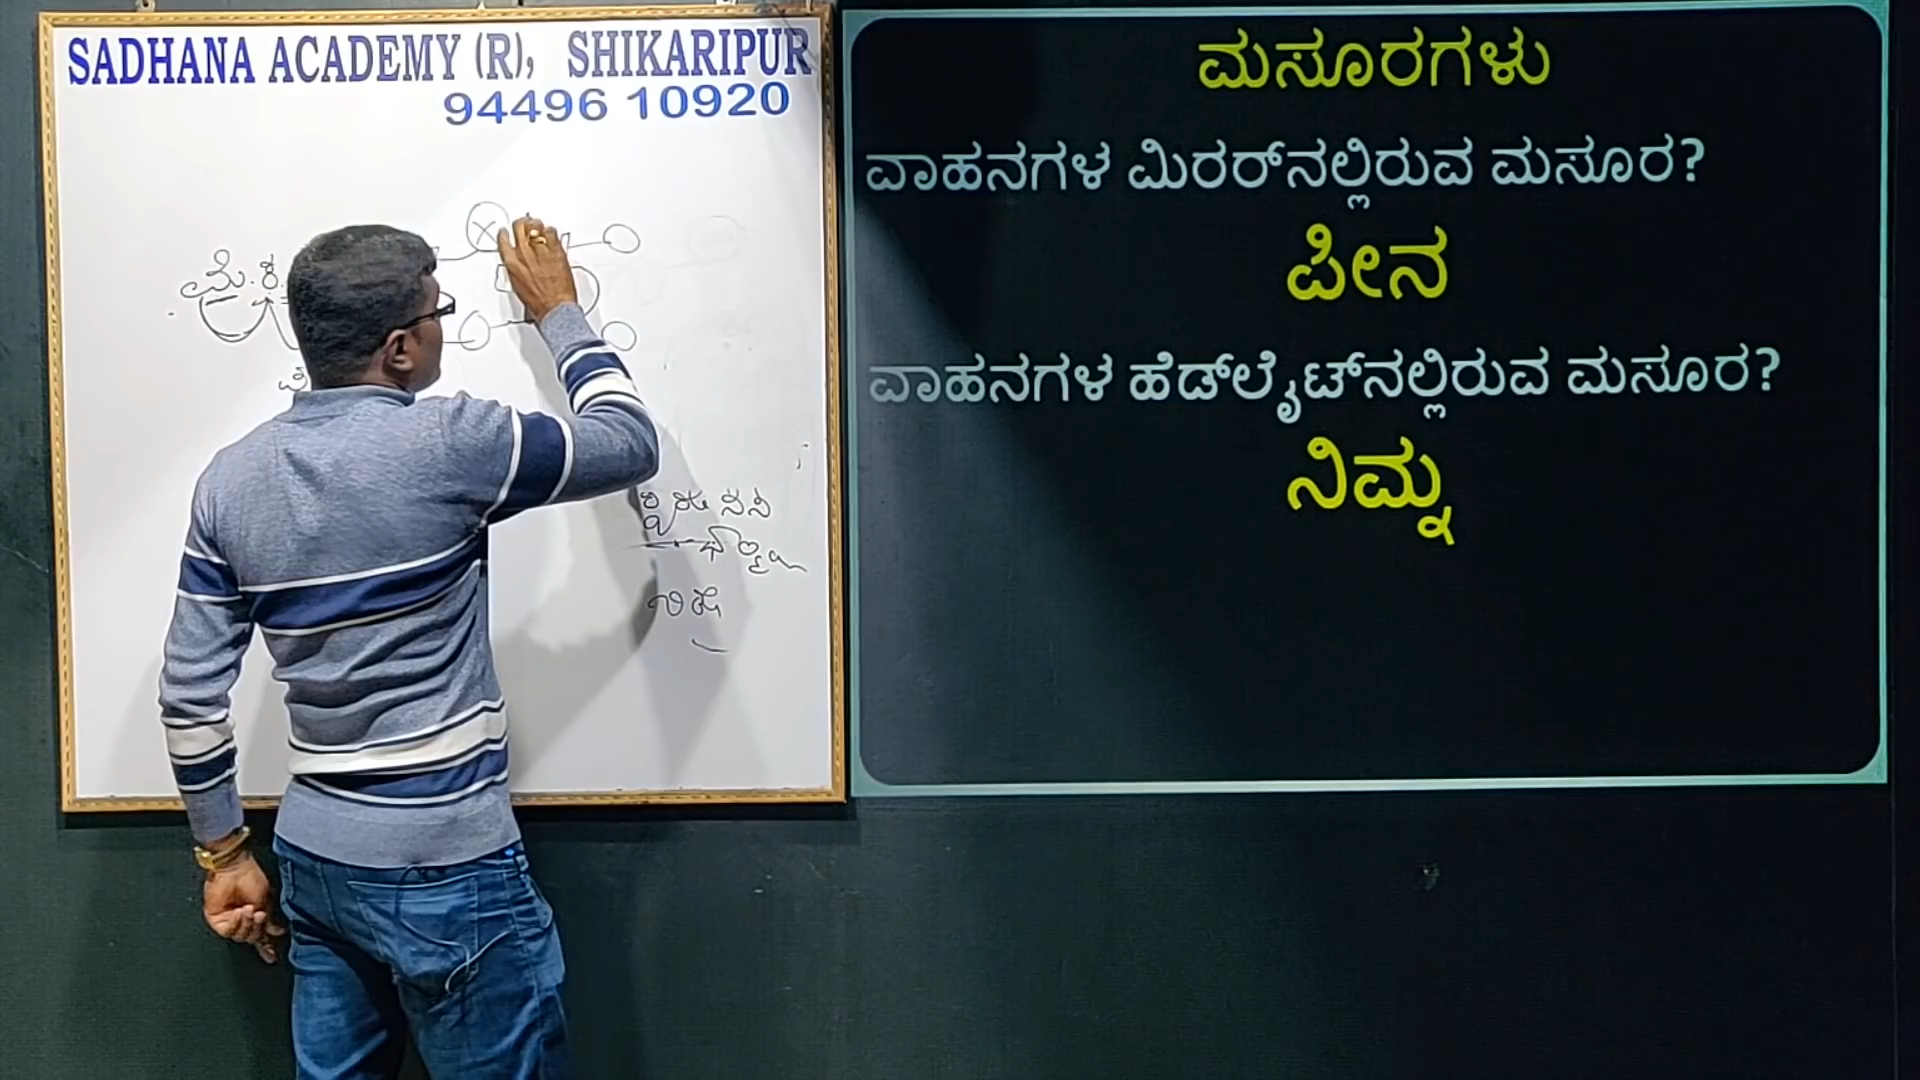 SADHANA ACADEMY (R), SHIKARIPUR
94496 10920
ಮಸೂರಗಳು
ವಾಹನಗಳ ಮಿರರ್‌ನಲ್ಲಿರುವ ಮಸೂರ?
ಪೀನ
ವಾಹನಗಳ ಹೆಡ್‌ಲೈಟ್‌ನಲ್ಲಿರುವ ಮಸೂರ?
ನಿಮ್ನ